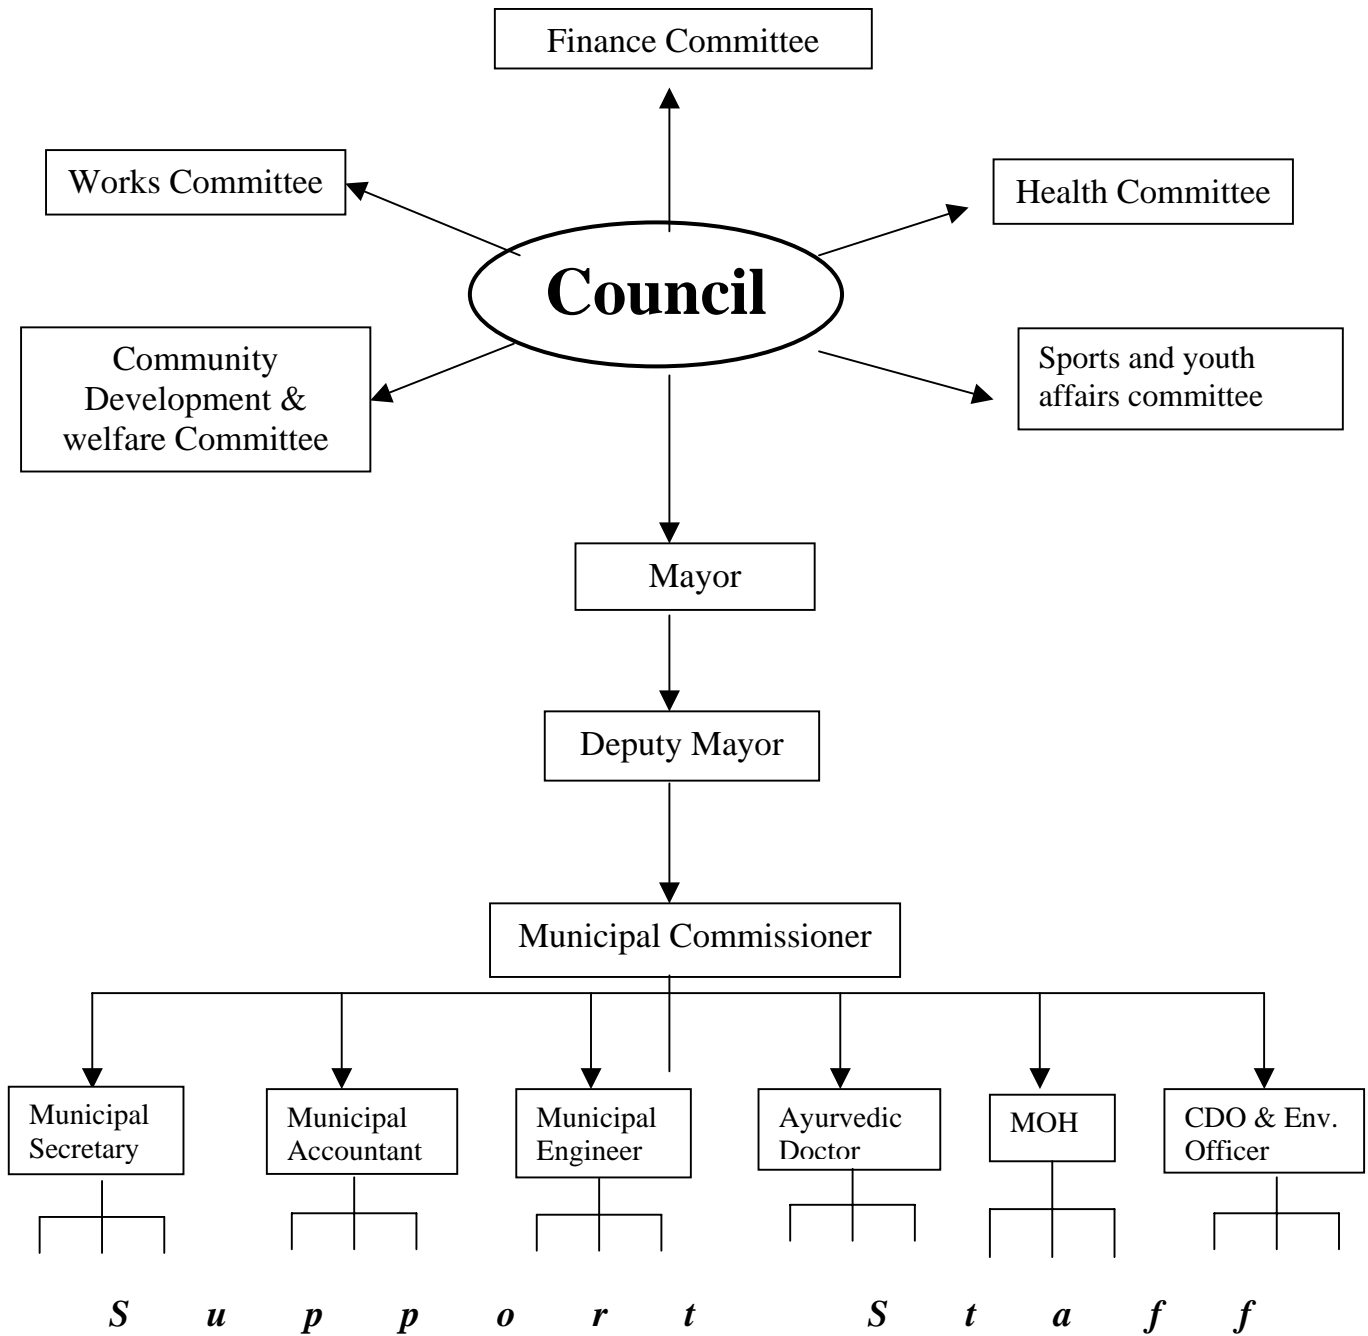 Finance Committee
Works Committee
Health Committee
Council
Community
Development &
welfare Committee
Sports and youth
affairs committee
Mayor
Deputy Mayor
Municipal Commissioner
Municipal
Secretary
Municipal
Accountant
Municipal
Engineer
Ayurvedic
Doctor
MOH
CDO & Env.
Officer
S u p p o r t S t a f f